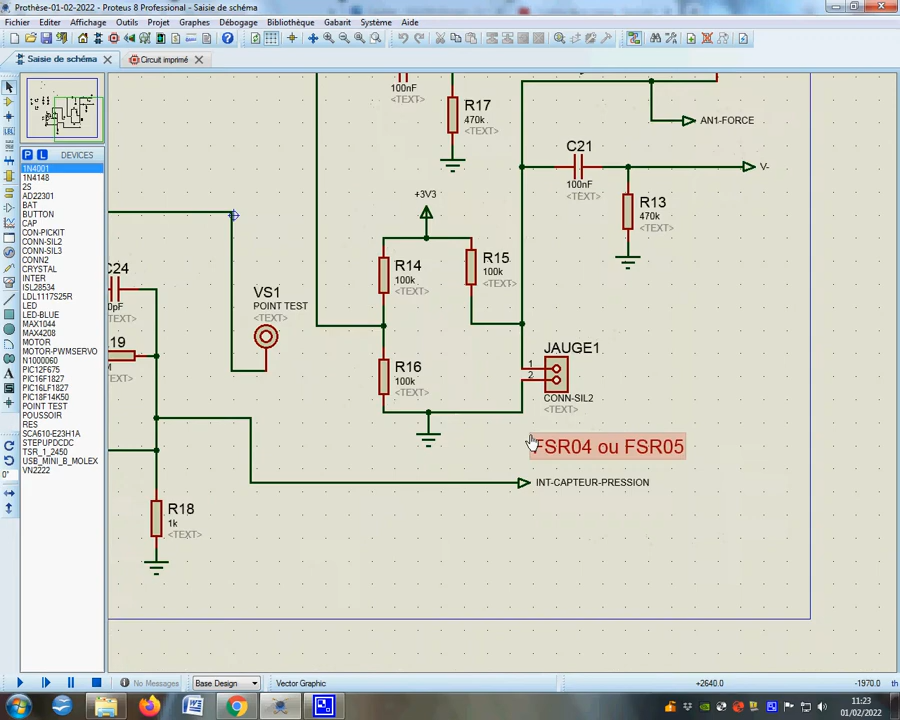 Prothèse-01-02-2022 - Proteus 8 Professional - Saisie de schéma
Fichier Editer Affichage Outils Projet Graphes Débogage Bibliothèque Gabarit Système Aide
Saisie de schéma
Circuit imprimé
P L DEVICES
1N4001
1N4148
2S
AD22301
BAT
BUTTON
CAP
CON-PICKIT
CONN-SIL2
CONN-SIL3
CONN2
CRYSTAL
INTER
ISL28534
LDL1117S25R
LED
LED-BLUE
MAX1044
MAX4208
MOTOR
MOTOR-PWMSERVO
N1000060
PIC12F675
PIC16F1827
PIC16LF1827
PIC18F14K50
POINT TEST
POUSSOIR
RES
SCA610-E23H1A
STEPUPDCDC
TSR_1_2450
USB_MINI_B_MOLEX
VN2222
100nF
<TEXT>
R17
470k
<TEXT>
AN1-FORCE
C21
100nF
<TEXT>
V-
R13
470k
<TEXT>
+3V3
R14
100k
<TEXT>
R15
100k
<TEXT>
C24
0pF
<TEXT>
VS1
POINT TEST
<TEXT>
19
M
<TEXT>
R16
100k
<TEXT>
JAUGE1
1
2
CONN-SIL2
<TEXT>
FSR04 ou FSR05
INT-CAPTEUR-PRESSION
R18
1k
<TEXT>
0°
No Messages
Base Design
Vector Graphic
+2640.0
-1970.0
th
11:23
01/02/2022